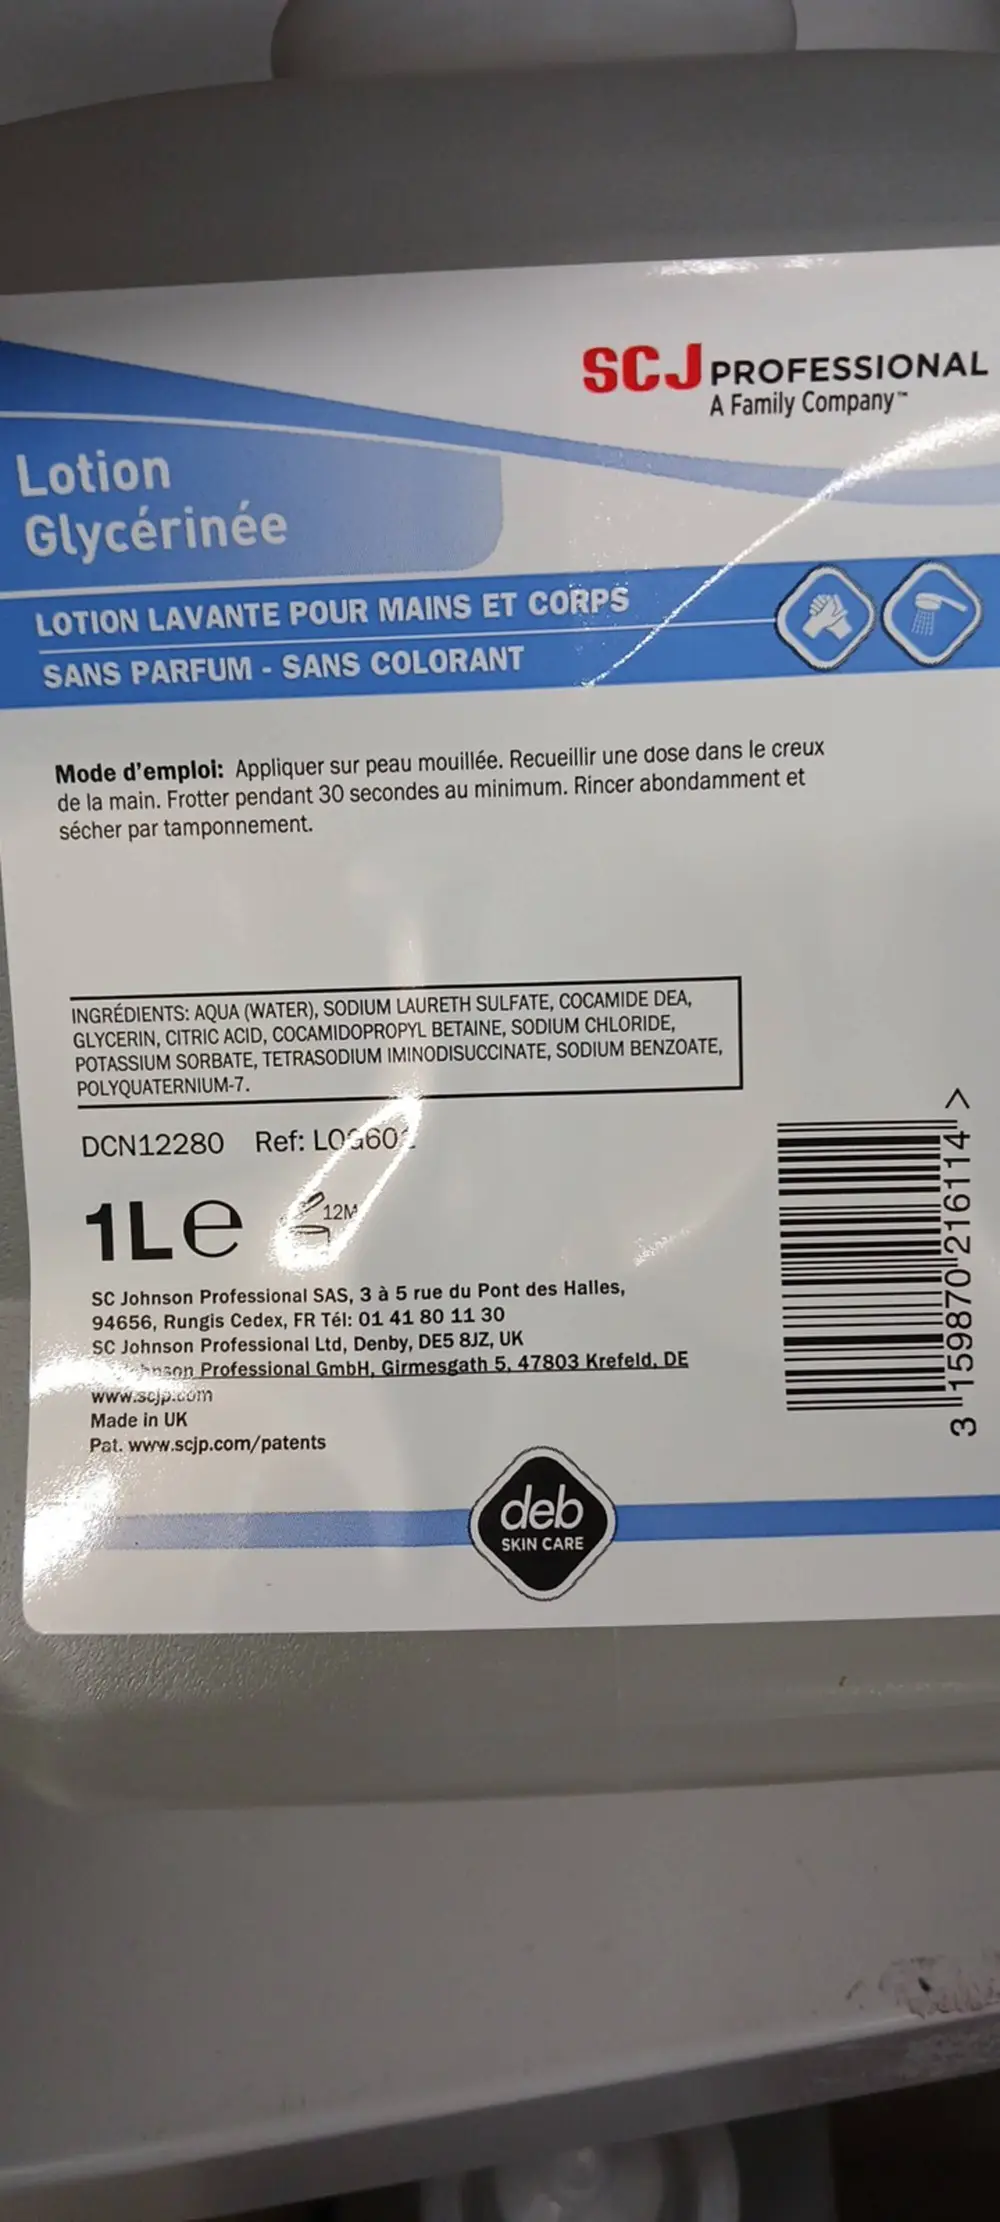 SCJ PROFESSIONAL
A Family Company™
Lotion
Glycérinée
LOTION LAVANTE POUR MAINS ET CORPS
SANS PARFUM - SANS COLORANT
Mode d'emploi: Appliquer sur peau mouillée. Recueillir une dose dans le creux
de la main. Frotter pendant 30 secondes au minimum. Rincer abondamment et
sécher par tamponnement.
INGRÉDIENTS: AQUA (WATER), SODIUM LAURETH SULFATE, COCAMIDE DEA,
GLYCERIN, CITRIC ACID, COCAMIDOPROPYL BETAINE, SODIUM CHLORIDE,
POTASSIUM SORBATE, TETRASODIUM IMINODISUCCINATE, SODIUM BENZOATE,
POLYQUATERNIUM-7.
DCN12280 Ref:
1L e
12M
SC Johnson Professional SAS, 3 à 5 rue du Pont des Halles,
94656, Rungis Cedex, FR Tél: 01 41 80 11 30
SC Johnson Professional Ltd, Denby, DE5 8JZ, UK
Professional GmbH, Girmesgath 5, 47803 Krefeld, DE
www.scjp.com
Made in UK
Pat. www.scjp.com/patents
3 159870 216114 >
deb
SKIN CARE